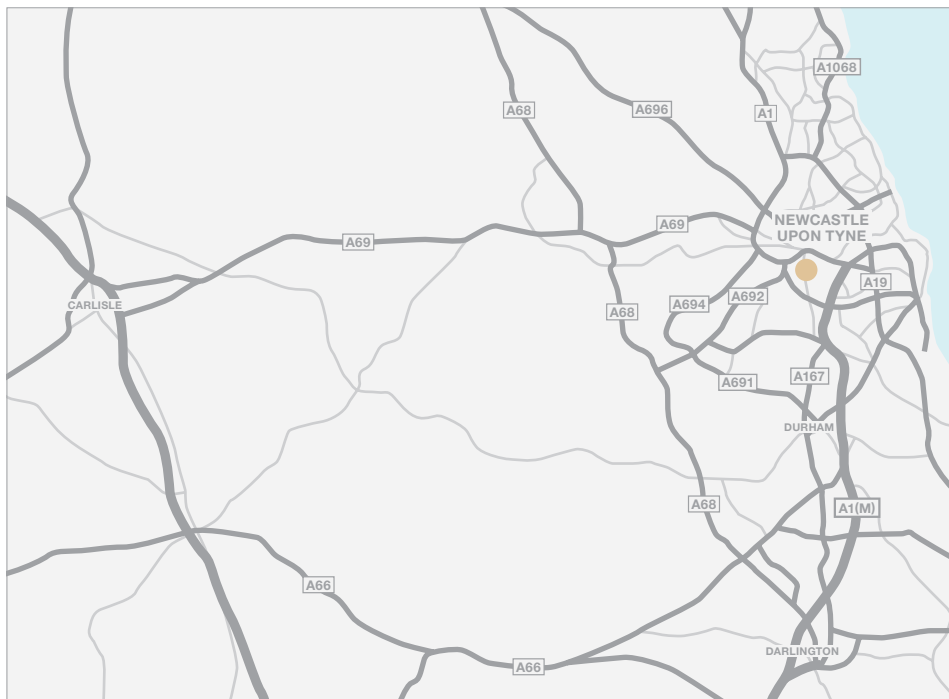 A1068
A68
A696
A1
A69
A69
NEWCASTLE
UPON TYNE
A19
A692
A694
CARLISLE
A68
A167
A691
DURHAM
A68
A1(M)
A66
DARLINGTON
A66